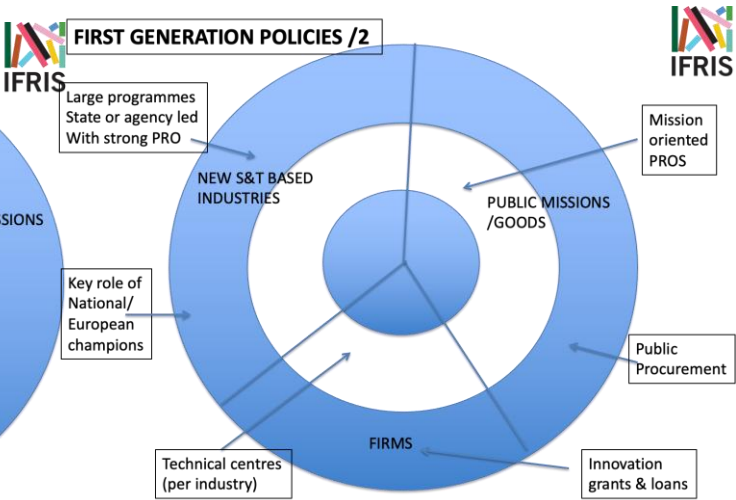 IFRIS
FIRST GENERATION POLICIES /2
IFRIS
Large programmes
State or agency led
With strong PRO
Mission
oriented
PROS
NEW S&T BASED
INDUSTRIES
PUBLIC MISSIONS
/GOODS
SSIONS
Key role of
National/
European
champions
Public
Procurement
FIRMS
Technical centres
(per industry)
Innovation
grants & loans